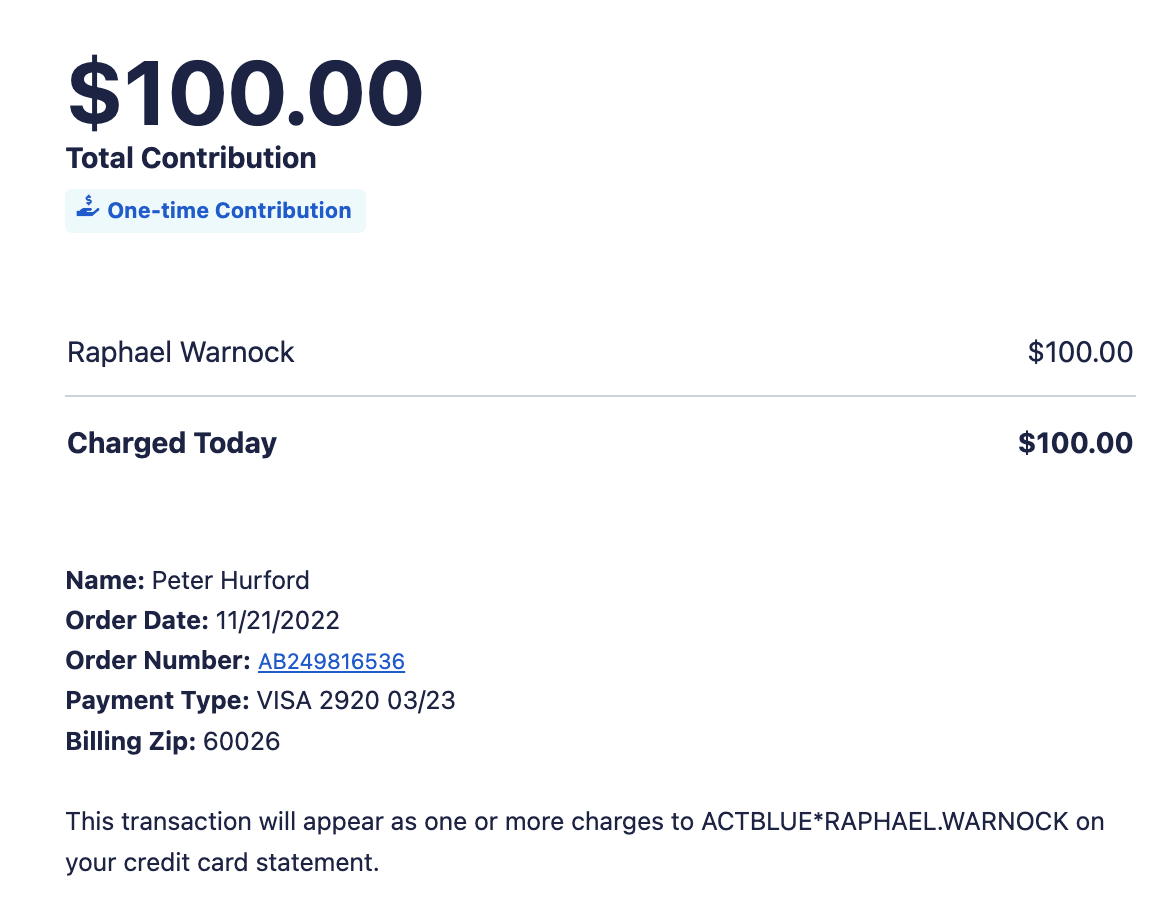 $100.00
Total Contribution
One-time Contribution
Raphael Warnock $100.00
Charged Today $100.00
Name: Peter Hurford
Order Date: 11/21/2022
Order Number: AB249816536
Payment Type: VISA 2920 03/23
Billing Zip: 60026
This transaction will appear as one or more charges to ACTBLUE*RAPHAEL.WARNOCK on
your credit card statement.